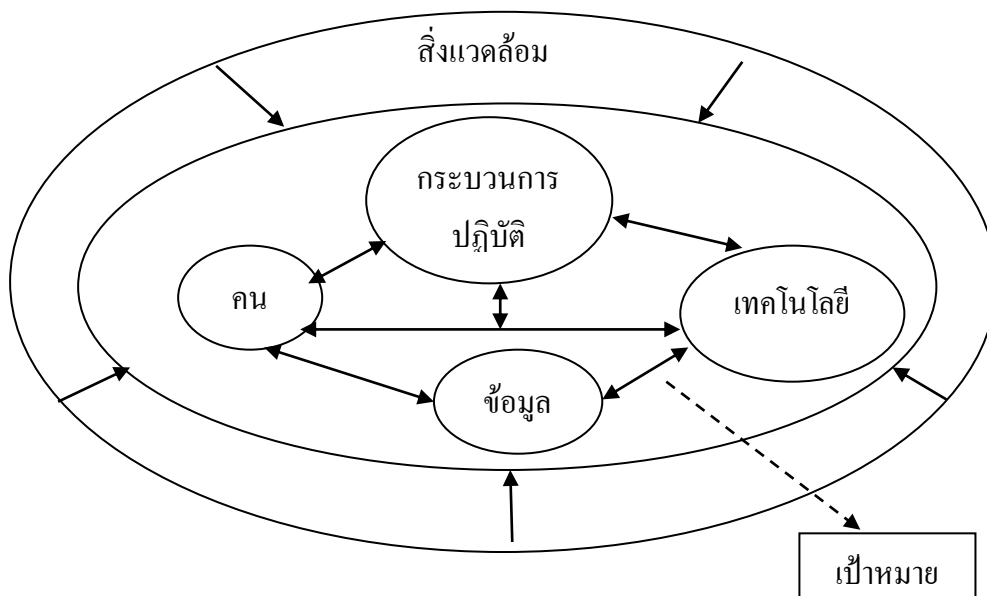 สิ่งแวดล้อม
กระบวนการ
ปฏิบัติ
คน
เทคโนโลยี
ข้อมูล
เป้าหมาย